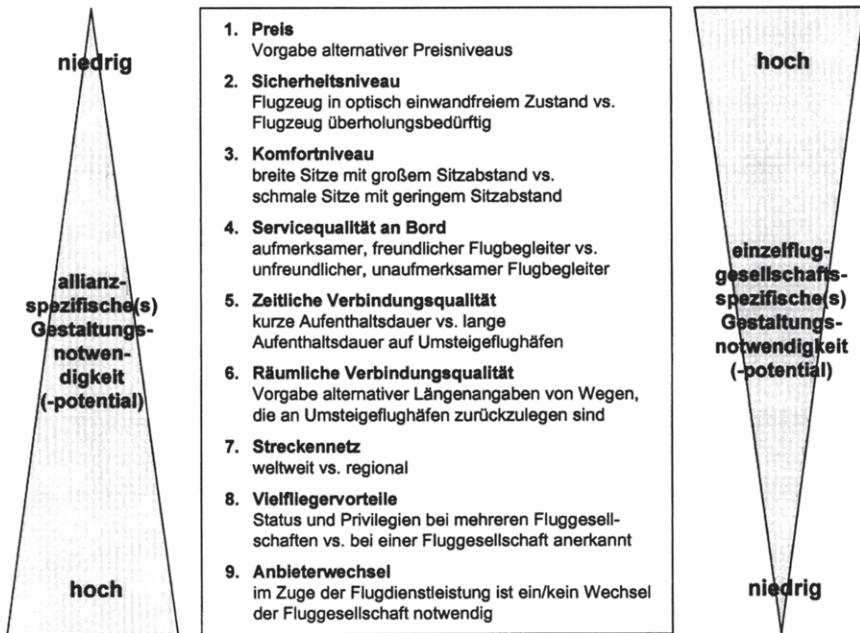 niedrig
allianz-
spezifische(s)
Gestaltungs-
notwen-
digkeit
(-potential)
hoch
1. Preis
Vorgabe alternativer Preisniveaus
2. Sicherheitsniveau
Flugzeug in optisch einwandfreiem Zustand vs.
Flugzeug überholungsbedürftig
3. Komfortniveau
breite Sitze mit großem Sitzabstand vs.
schmale Sitze mit geringem Sitzabstand
4. Servicequalität an Bord
aufmerksamer, freundlicher Flugbegleiter vs.
unfreundlicher, unaufmerksamer Flugbegleiter
5. Zeitliche Verbindungsqualität
kurze Aufenthaltsdauer vs. lange
Aufenthaltsdauer auf Umsteigeflughäfen
6. Räumliche Verbindungsqualität
Vorgabe alternativer Längenangaben von Wegen,
die an Umsteigeflughäfen zurückzulegen sind
7. Streckennetz
weltweit vs. regional
8. Vielfliegervorteile
Status und Privilegien bei mehreren Fluggesell-
schaften vs. bei einer Fluggesellschaft anerkannt
9. Anbieterwechsel
im Zuge der Flugdienstleistung ist ein/kein Wechsel
der Fluggesellschaft notwendig
hoch
einzelflug-
gesellschafts-
spezifische(s)
Gestaltungs-
notwendigkeit
(-potential)
niedrig